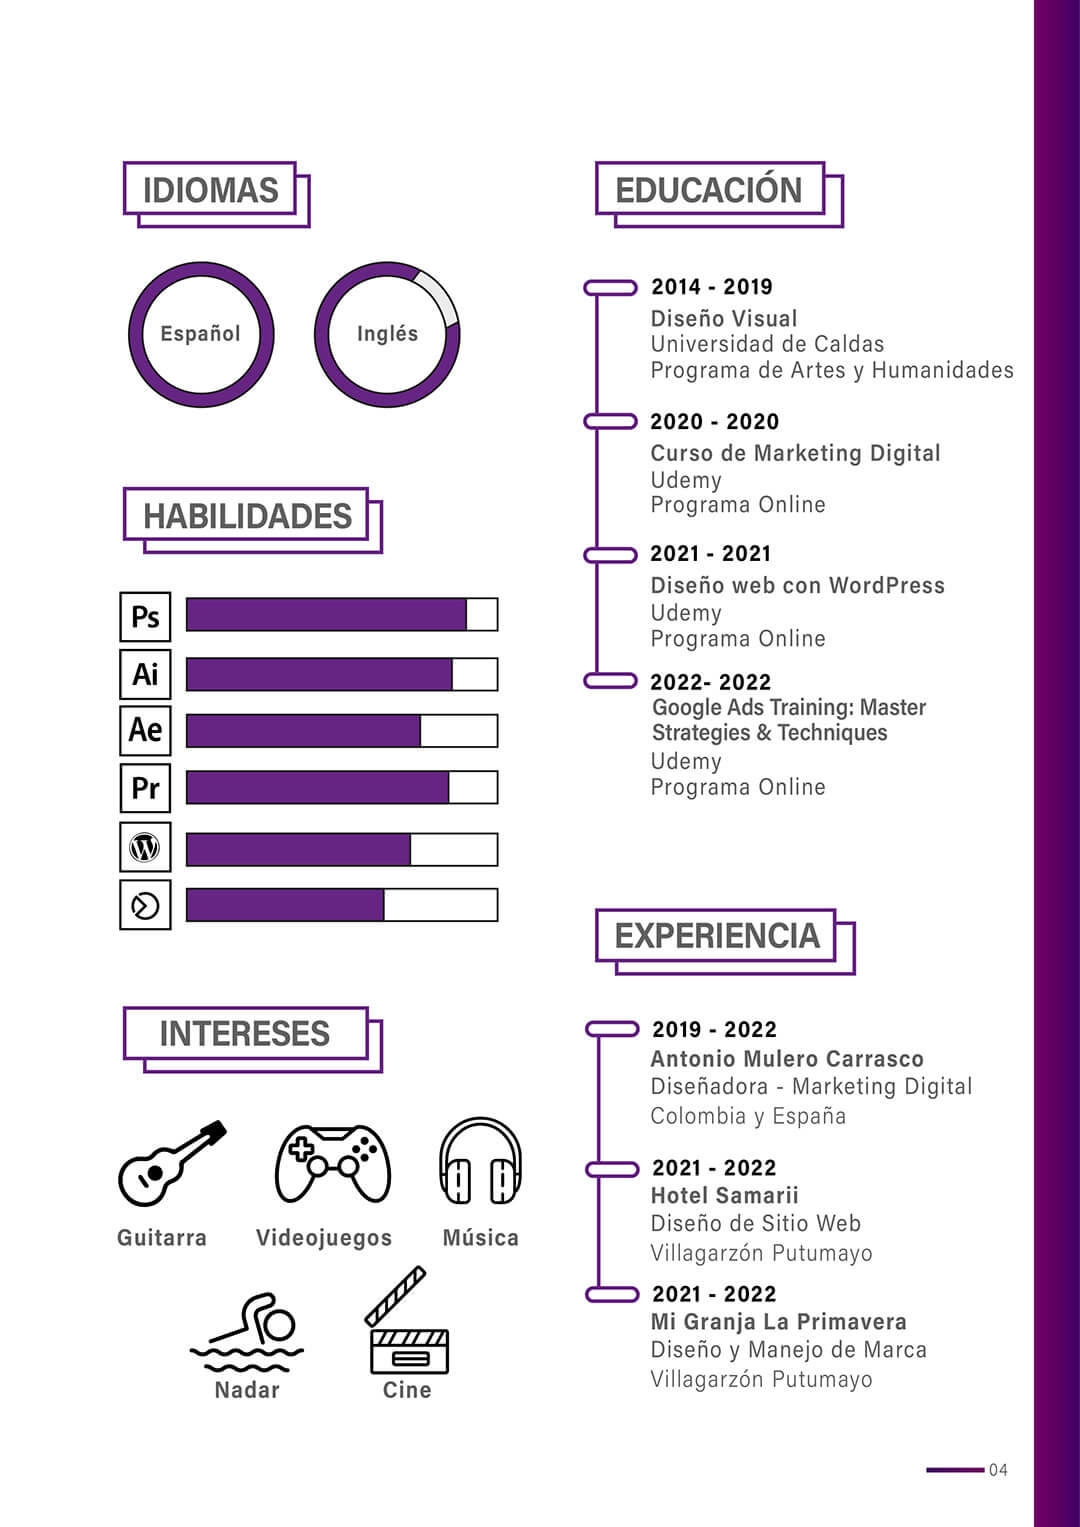 IDIOMAS
Español
Inglés
HABILIDADES
Ps
Ai
Ae
Pr
INTERESES
Guitarra
Videojuegos
Música
Nadar
Cine
EDUCACIÓN
2014 - 2019
Diseño Visual
Universidad de Caldas
Programa de Artes y Humanidades
2020 - 2020
Curso de Marketing Digital
Udemy
Programa Online
2021 - 2021
Diseño web con WordPress
Udemy
Programa Online
2022- 2022
Google Ads Training: Master
Strategies & Techniques
Udemy
Programa Online
EXPERIENCIA
2019 - 2022
Antonio Mulero Carrasco
Diseñadora - Marketing Digital
Colombia y España
2021 - 2022
Hotel Samarii
Diseño de Sitio Web
Villagarzón Putumayo
2021 - 2022
Mi Granja La Primavera
Diseño y Manejo de Marca
Villagarzón Putumayo
04